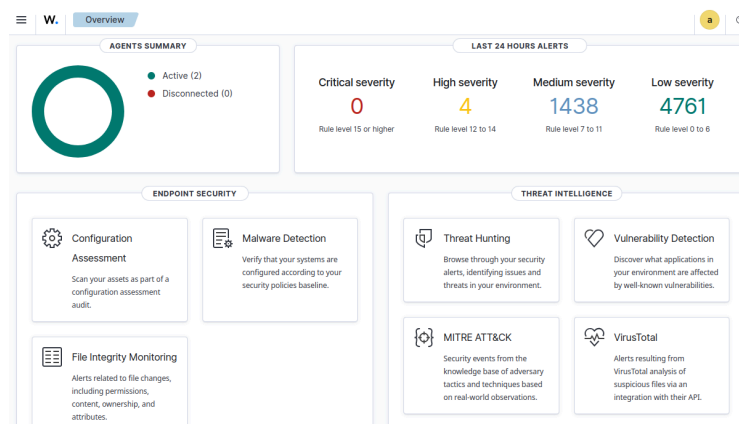 W. Overview a
AGENTS SUMMARY
Active (2)
Disconnected (0)
LAST 24 HOURS ALERTS
Critical severity
0
Rule level 15 or higher
High severity
4
Rule level 12 to 14
Medium severity
1438
Rule level 7 to 11
Low severity
4761
Rule level 0 to 6
ENDPOINT SECURITY
Configuration
Assessment
Scan your assets as part of a
configuration assessment
audit.
Malware Detection
Verify that your systems are
configured according to your
security policies baseline.
File Integrity Monitoring
Alerts related to file changes,
including permissions,
content, ownership, and
attributes.
THREAT INTELLIGENCE
Threat Hunting
Browse through your security
alerts, identifying issues and
threats in your environment.
Vulnerability Detection
Discover what applications in
your environment are affected
by well-known vulnerabilities.
MITRE ATT&CK
Security events from the
knowledge base of adversary
tactics and techniques based
on real-world observations.
VirusTotal
Alerts resulting from
VirusTotal analysis of
suspicious files via an
integration with their API.